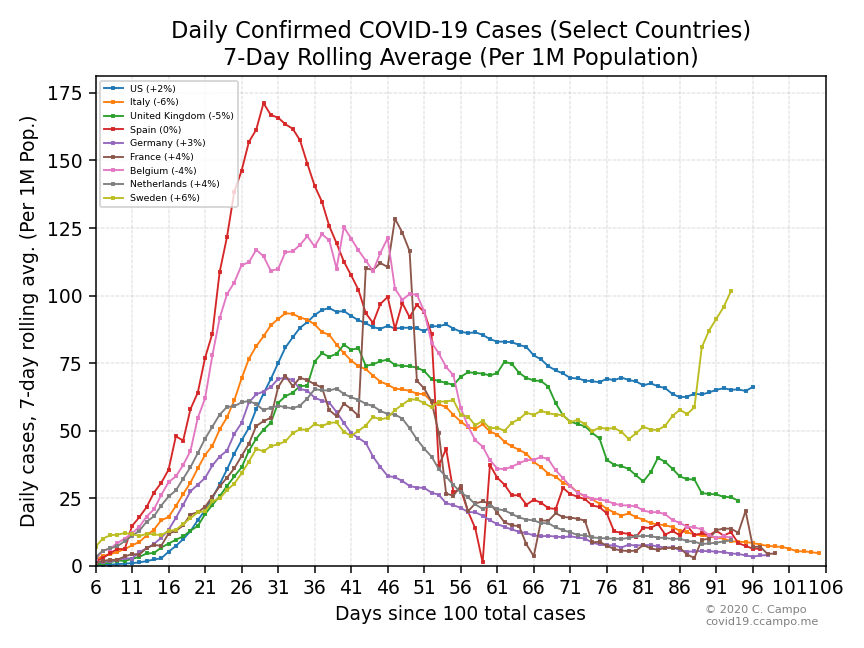 Daily Confirmed COVID-19 Cases (Select Countries)
7-Day Rolling Average (Per 1M Population)
Daily cases, 7-day rolling avg. (Per 1M Pop.)
175
150
125
100
75
50
25
0
US (+2%)
Italy (-6%)
United Kingdom (-5%)
Spain (0%)
Germany (+3%)
France (+4%)
Belgium (-4%)
Netherlands (+4%)
Sweden (+6%)
6 11 16 21 26 31 36 41 46 51 56 61 66 71 76 81 86 91 96 101 106
Days since 100 total cases
© 2020 C. Campo
covid19.ccampo.me